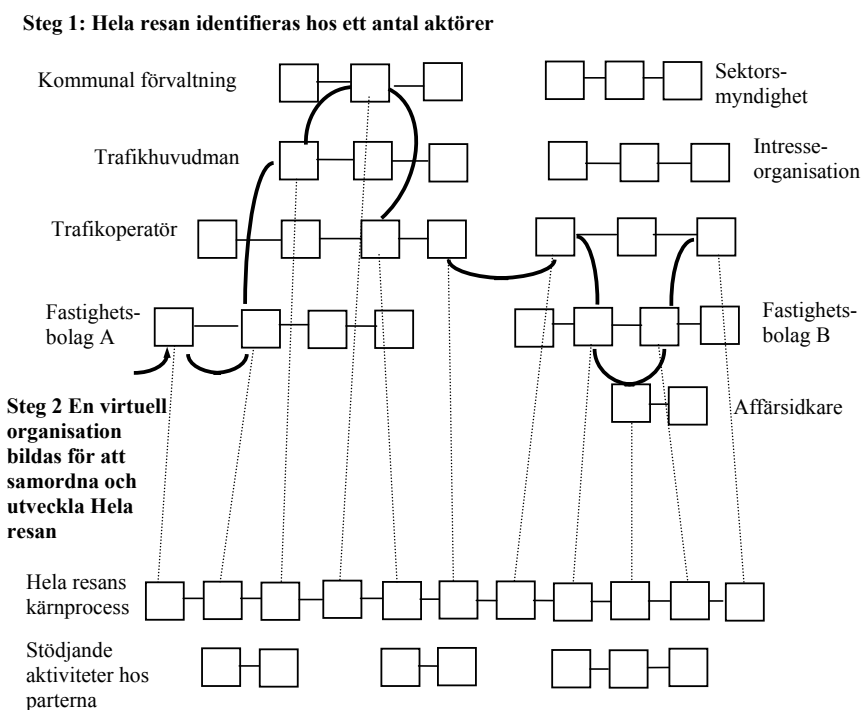 Steg 1: Hela resan identifieras hos ett antal aktörer
Kommunal förvaltning
Sektors-
myndighet
Trafikhuvudman
Intresse-
organisation
Trafikoperatör
Fastighets-
bolag A
Fastighets-
bolag B
Affärsidkare
Steg 2 En virtuell
organisation
bildas för att
samordna och
utveckla Hela
resan
Hela resans
kärnprocess
Stödjande
aktiviteter hos
parterna